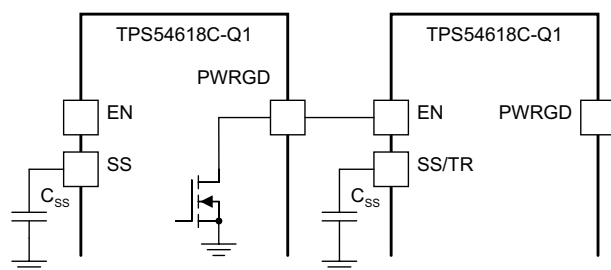 TPS54618C-Q1
PWRGD
EN
SS
CSS
TPS54618C-Q1
EN
PWRGD
SS/TR
CSS